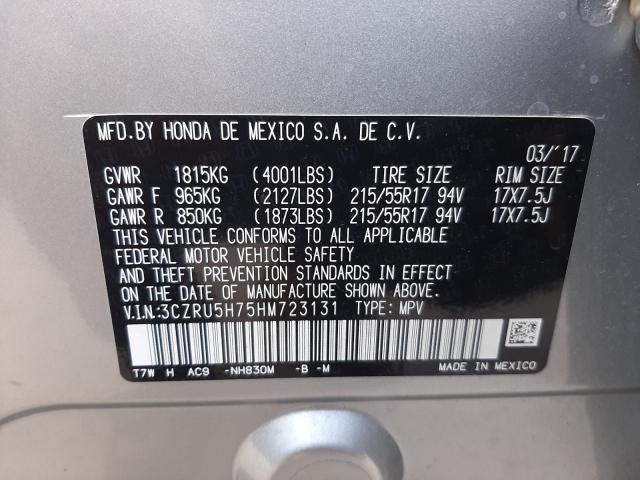 MFD.BY HONDA DE MEXICO S.A. DE C.V.
03/'17
GVWR 1815KG (4001LBS) TIRE SIZE RIM SIZE
GAWR F 965KG (2127LBS) 215/55R17 94V 17X7.5J
GAWR R 850KG (1873LBS) 215/55R17 94V 17X7.5J
THIS VEHICLE CONFORMS TO ALL APPLICABLE
FEDERAL MOTOR VEHICLE SAFETY
AND THEFT PREVENTION STANDARDS IN EFFECT
ON THE DATE OF MANUFACTURE SHOWN ABOVE.
V.IN:3CZRU5H75HM723131 TYPE: MPV
T7W H AC9 -NH830M -B -M MADE IN MEXICO